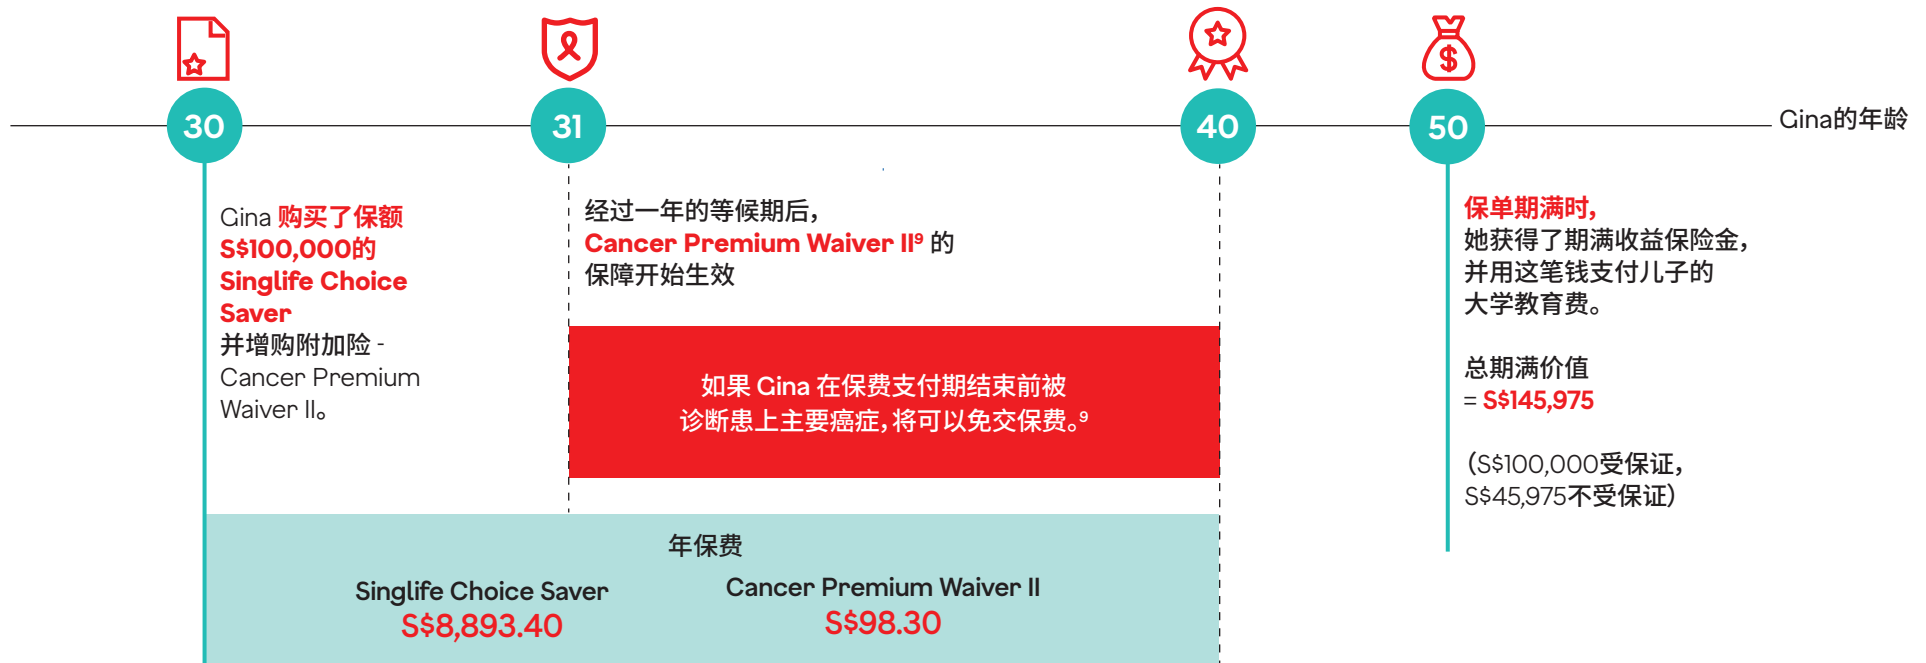 30
31
40
50
Gina的年龄
Gina 购买了保额
S$100,000的
Singlife Choice
Saver
并增购附加险 -
Cancer Premium
Waiver II。
经过一年的等候期后，
Cancer Premium Waiver II⁹ 的
保障开始生效
如果 Gina 在保费支付期结束前被
诊断患上主要癌症，将可以免交保费。⁹
保单期满时，
她获得了期满收益保险金，
并用这笔钱支付儿子的
大学教育费。
总期满价值
= S$145,975
（S$100,000受保证，
S$45,975不受保证）
年保费
Singlife Choice Saver
S$8,893.40
Cancer Premium Waiver II
S$98.30